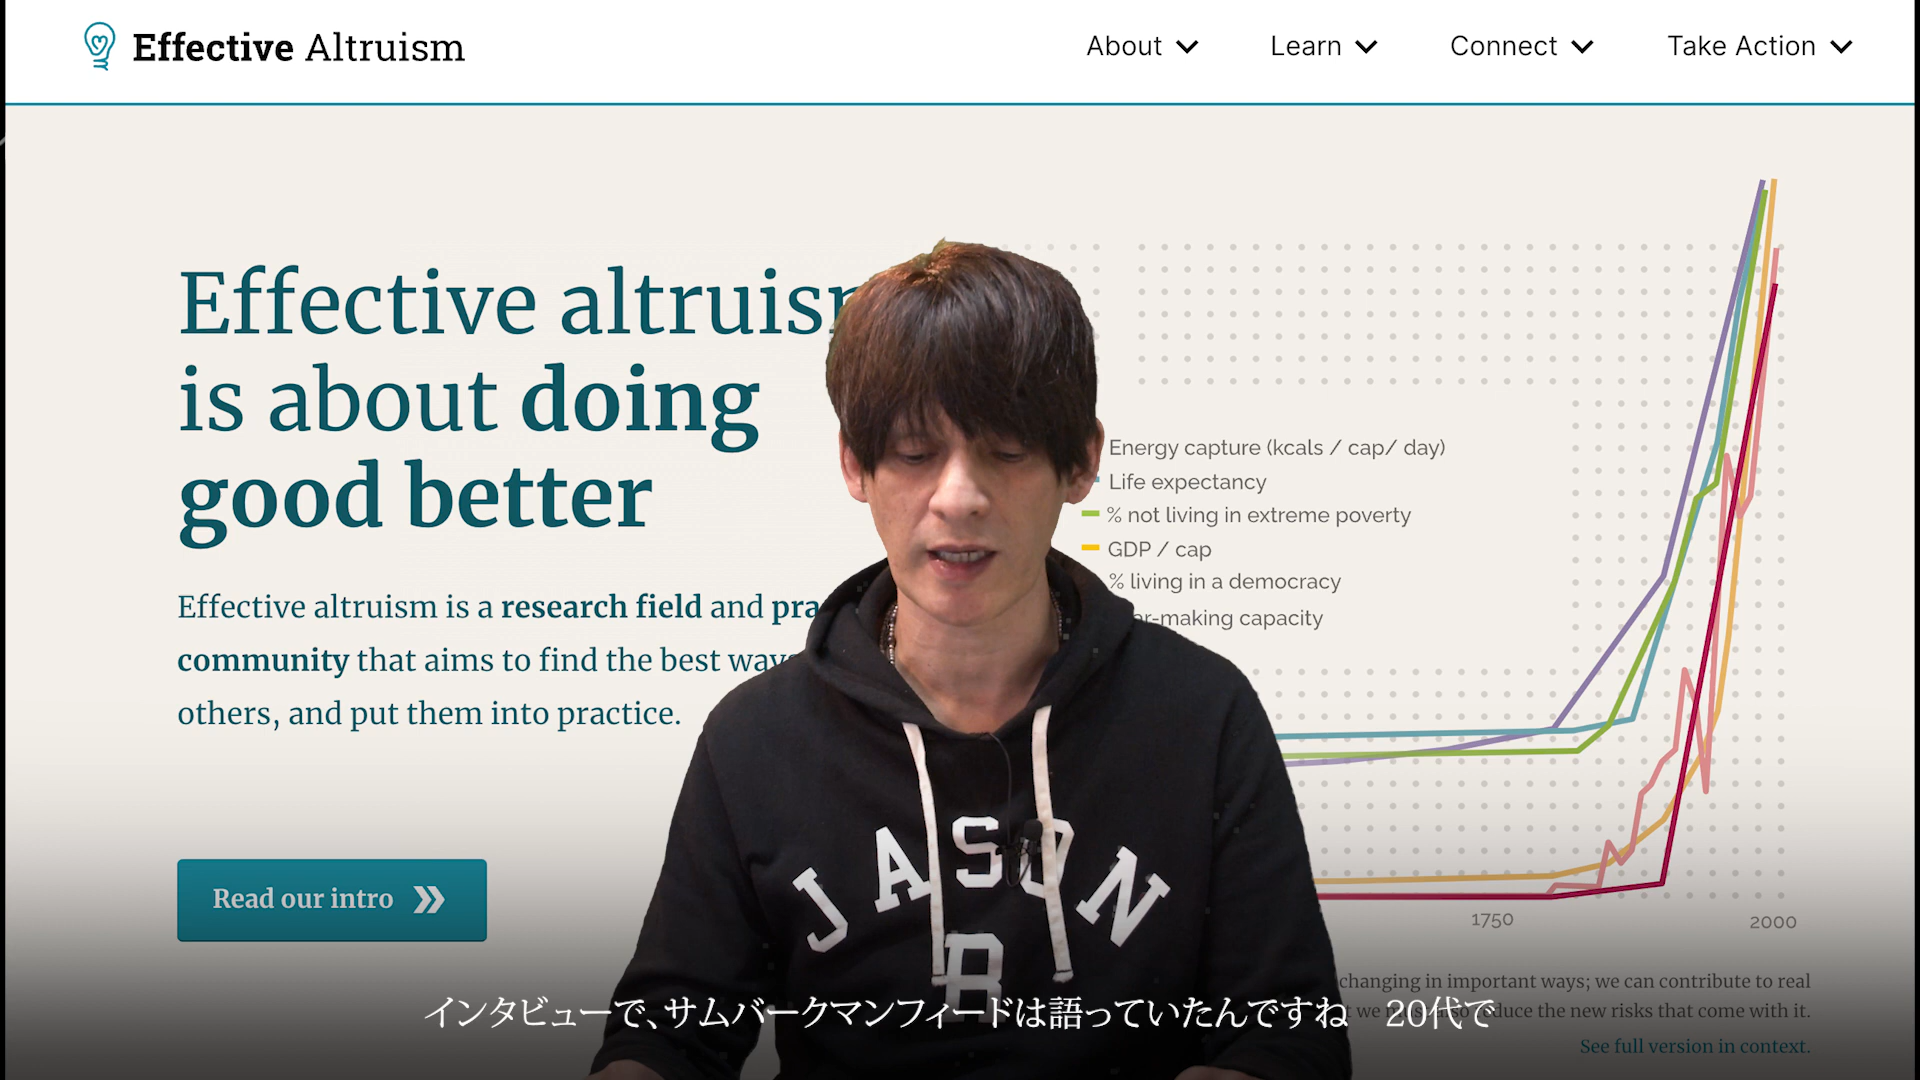 Effective Altruism
About
Learn
Connect
Take Action
Effective altruis
is about doing
good better
Effective altruism is a research field and pra
community that aims to find the best ways
others, and put them into practice.
Read our intro
Energy capture (kcals / cap/ day)
Life expectancy
% not living in extreme poverty
GDP / cap
% living in a democracy
-making capacity
1750
2000
changing in important ways; we can contribute to real
we must also reduce the new risks that come with it.
See full version in context.
JASON
B
インタビューで、サムバークマンフィードは語っていたんですね　20代で